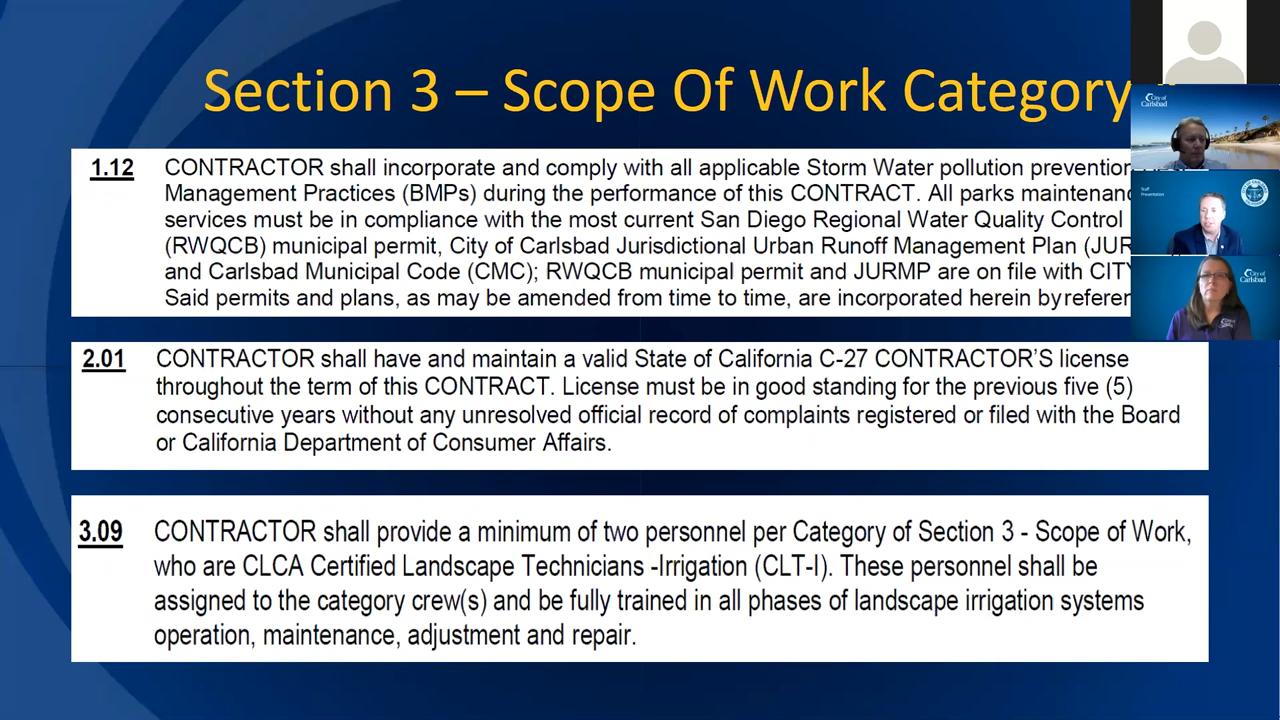 Section 3 – Scope Of Work Category
1.12 CONTRACTOR shall incorporate and comply with all applicable Storm Water pollution prevention
Management Practices (BMPs) during the performance of this CONTRACT. All parks
services must be in compliance with the most current San Diego Regional Water Quality Control
(RWQCB) municipal permit, City of Carlsbad Jurisdictional Urban Runoff Management Plan
and Carlsbad Municipal Code (CMC); RWQCB municipal permit and JURMP are on file with
Said permits and plans, as may be amended from time to time, are incorporated herein by
2.01 CONTRACTOR shall have and maintain a valid State of California C-27 CONTRACTOR'S license
throughout the term of this CONTRACT. License must be in good standing for the previous five (5)
consecutive years without any unresolved official record of complaints registered or filed with the Board
or California Department of Consumer Affairs.
3.09 CONTRACTOR shall provide a minimum of two personnel per Category of Section 3 - Scope of Work,
who are CLCA Certified Landscape Technicians -Irrigation (CLT-I). These personnel shall be
assigned to the category crew(s) and be fully trained in all phases of landscape irrigation systems
operation, maintenance, adjustment and repair.
City of
Carlsbad
Staff
Presentation
City of
Carlsbad